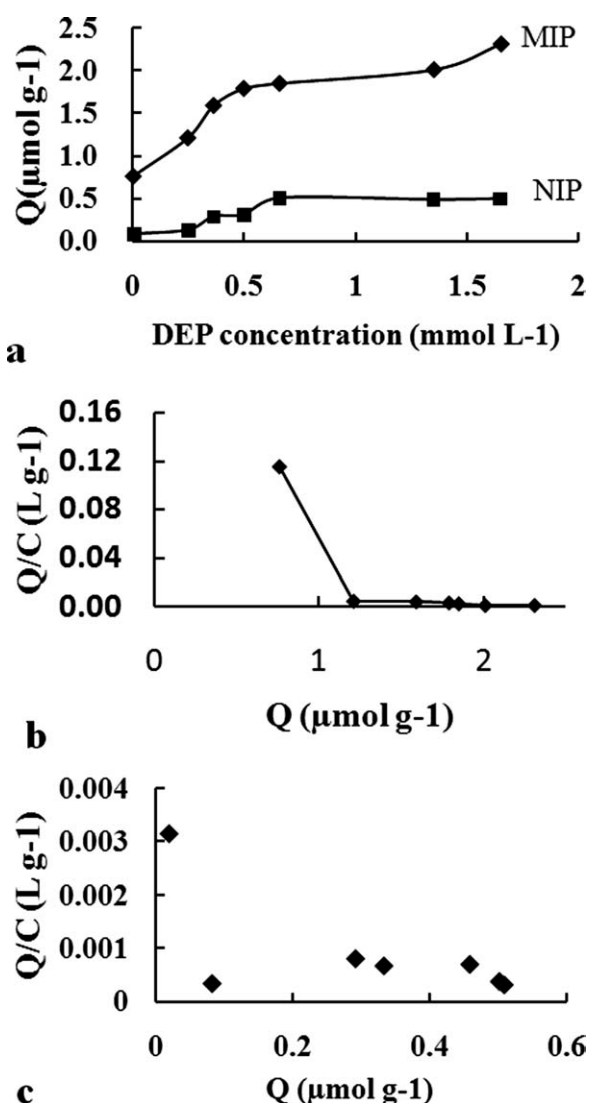 Q(µmol g-1)
2.5
2.0
1.5
1.0
0.5
0.0
MIP
NIP
0 0.5 1 1.5 2
DEP concentration (mmol L-1)
a
Q/C (L g-1)
0.16
0.12
0.08
0.04
0.00
0 1 2
Q (µmol g-1)
b
Q/C (L g-1)
0.004
0.003
0.002
0.001
0
0 0.2 0.4 0.6
Q (µmol g-1)
c